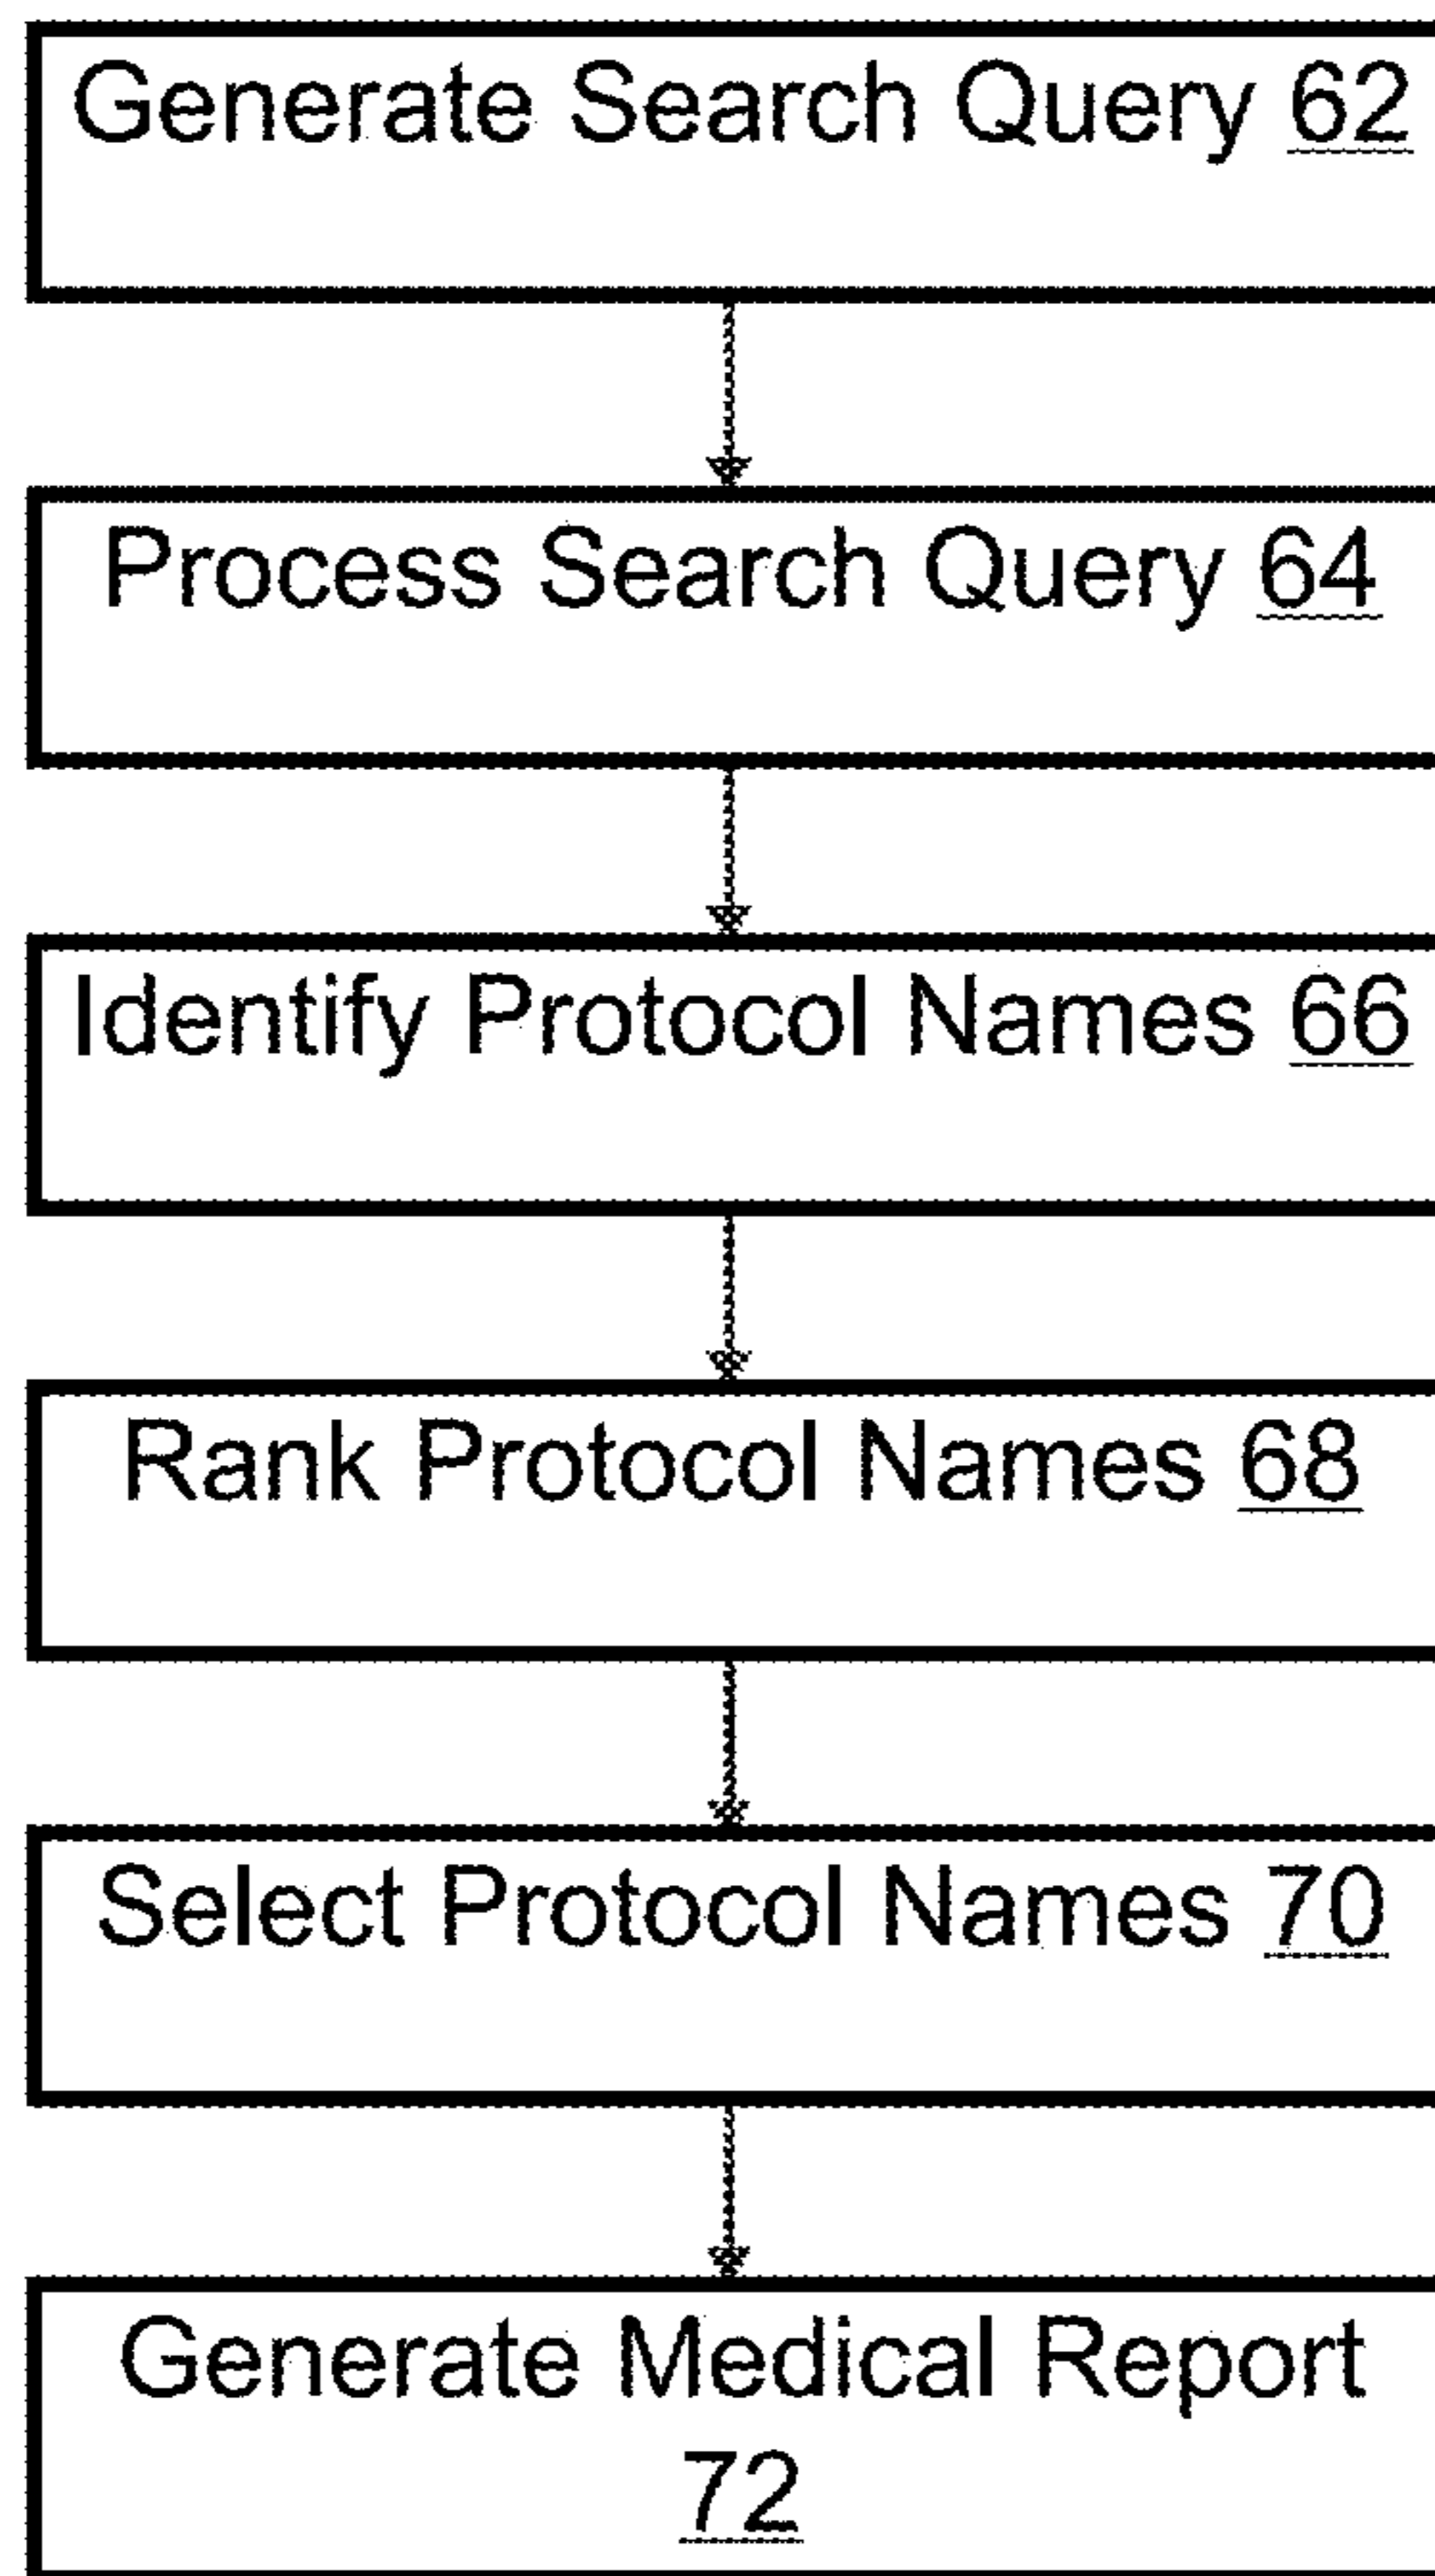 Generate Search Query 62
Process Search Query 64
Identify Protocol Names 66
Rank Protocol Names 68
Select Protocol Names 70
Generate Medical Report
72